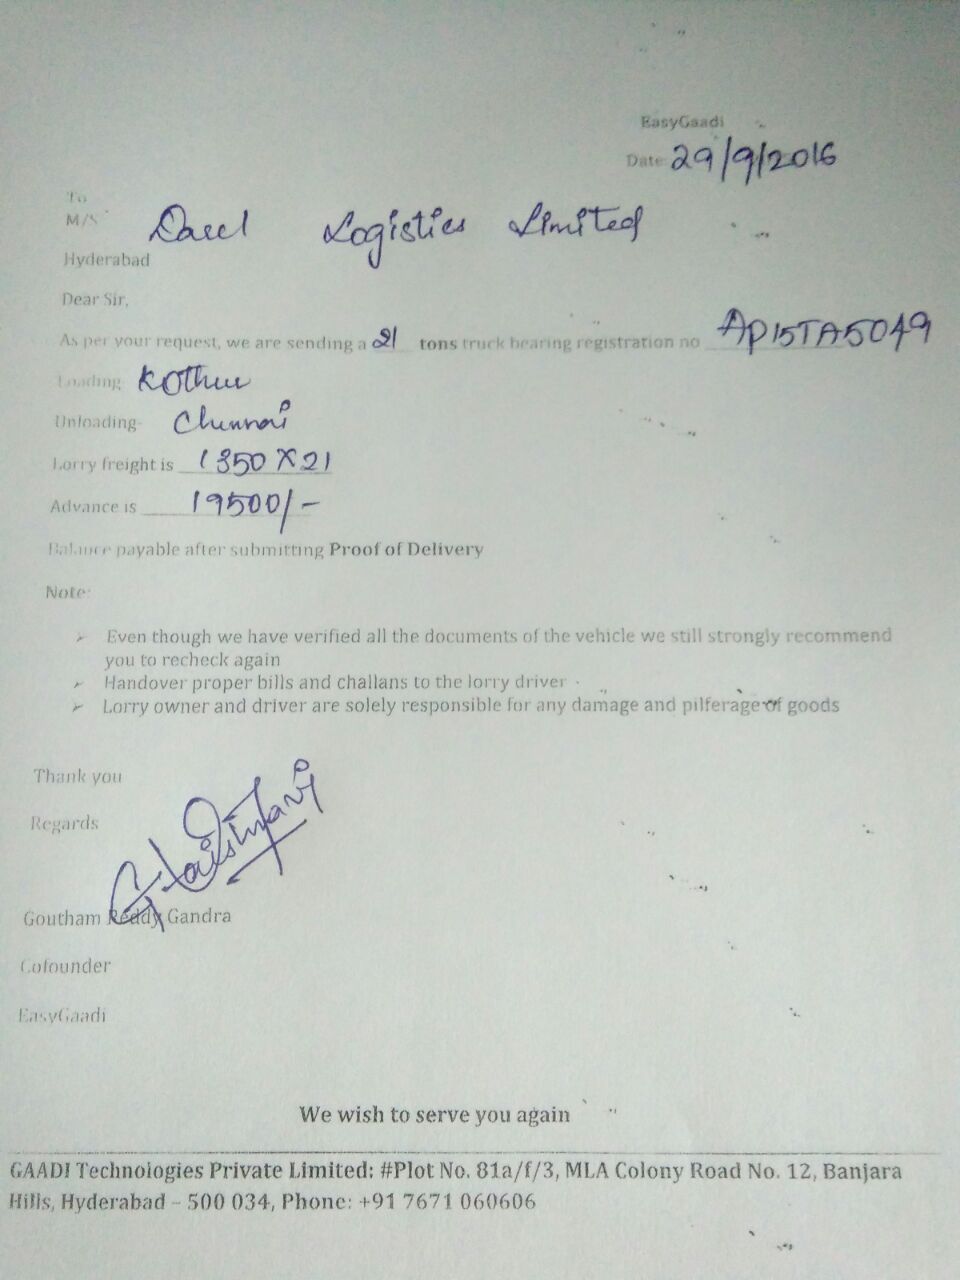 EasyGaadi
Date 29/9/2016
To
M/S Darcl Logistics Limited
Hyderabad
Dear Sir,
As per your request, we are sending a 21 tons truck bearing registration no AP15TA5049
Loading Kothur
Unloading- Chennai
Lorry freight is 1350 X 21
Advance is 19500/-
Balance payable after submitting Proof of Delivery
Note:
➢ Even though we have verified all the documents of the vehicle we still strongly recommend
you to recheck again
➢ Handover proper bills and challans to the lorry driver
➢ Lorry owner and driver are solely responsible for any damage and pilferage of goods
Thank you
Regards
Goutham Reddy Gandra
Cofounder
EasyGaadi
We wish to serve you again
GAADI Technologies Private Limited: #Plot No. 81a/f/3, MLA Colony Road No. 12, Banjara
Hills, Hyderabad – 500 034, Phone: +91 7671 060606